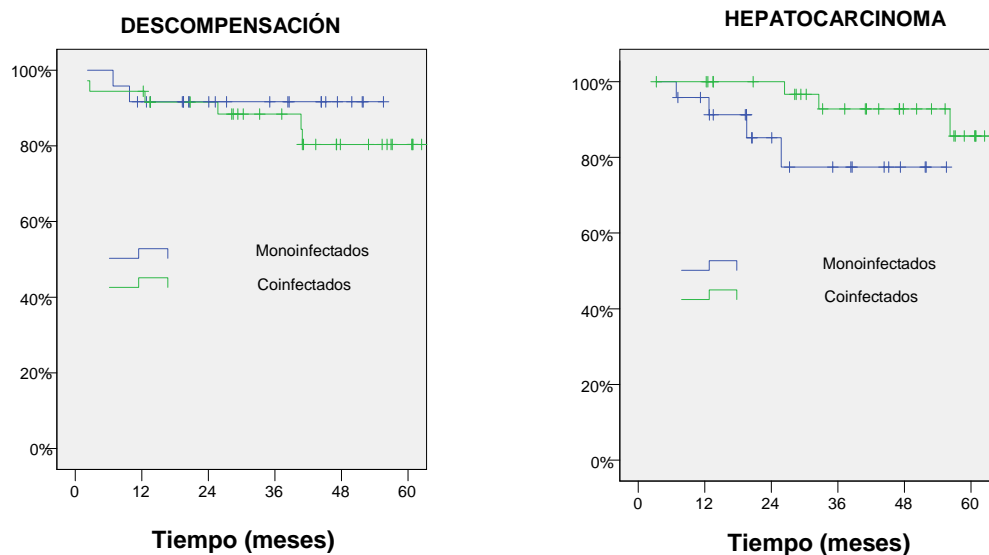 DESCOMPENSACIÓN
100%
80%
60%
40%
20%
0%
Monoinfectados
Coinfectados
0 12 24 36 48 60
Tiempo (meses)
HEPATOCARCINOMA
100%
80%
60%
40%
20%
0%
Monoinfectados
Coinfectados
0 12 24 36 48 60
Tiempo (meses)